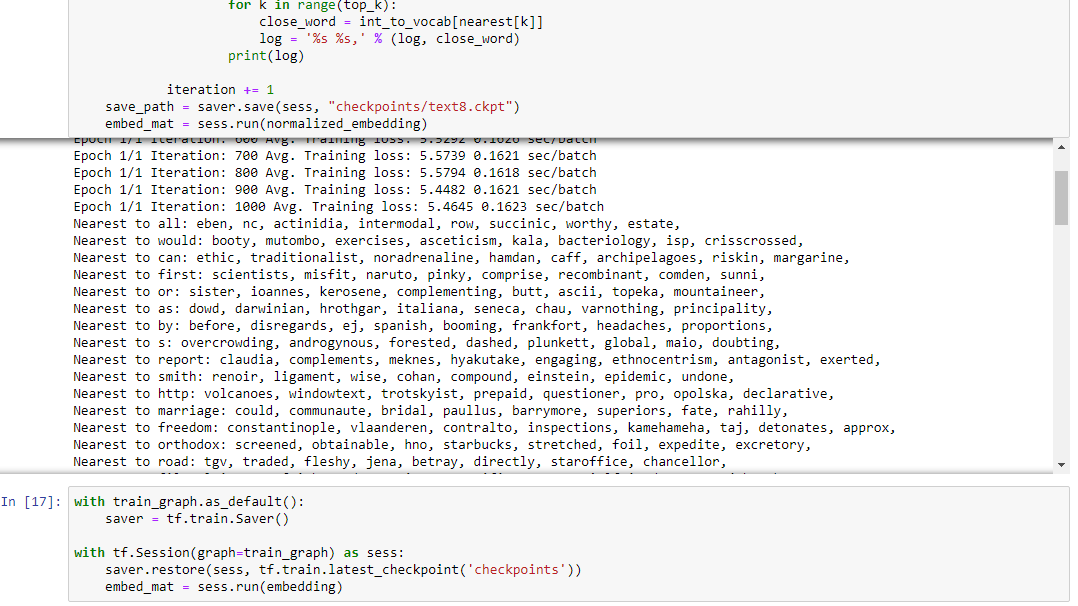 for k in range(top_k):
close_word = int_to_vocab[nearest[k]]
log = '%s %s,' % (log, close_word)
print(log)
iteration += 1
save_path = saver.save(sess, "checkpoints/text8.ckpt")
embed_mat = sess.run(normalized_embedding)
Epoch 1/1 Iteration: 600 Avg. Training loss: 5.5292 0.1626 sec/batch
Epoch 1/1 Iteration: 700 Avg. Training loss: 5.5739 0.1621 sec/batch
Epoch 1/1 Iteration: 800 Avg. Training loss: 5.5794 0.1618 sec/batch
Epoch 1/1 Iteration: 900 Avg. Training loss: 5.4482 0.1621 sec/batch
Epoch 1/1 Iteration: 1000 Avg. Training loss: 5.4645 0.1623 sec/batch
Nearest to all: eben, nc, actinidia, intermodal, row, succinic, worthy, estate,
Nearest to would: booty, mutombo, exercises, asceticism, kala, bacteriology, isp, crisscrossed,
Nearest to can: ethic, traditionalist, noradrenaline, hamdan, caff, archipelagoes, riskin, margarine,
Nearest to first: scientists, misfit, naruto, pinky, comprise, recombinant, comden, sunni,
Nearest to or: sister, ioannes, kerosene, complementing, butt, ascii, topeka, mountaineer,
Nearest to as: dowd, darwinian, hrothgar, italiana, seneca, chau, varnothing, principality,
Nearest to by: before, disregards, ej, spanish, booming, frankfort, headaches, proportions,
Nearest to s: overcrowding, androgynous, forested, dashed, plunkett, global, maio, doubting,
Nearest to report: claudia, complements, meknes, hyakutake, engaging, ethnocentrism, antagonist, exerted,
Nearest to smith: renoir, ligament, wise, cohan, compound, einstein, epidemic, undone,
Nearest to http: volcanoes, windowtext, trotskyist, prepaid, questioner, pro, opolska, declarative,
Nearest to marriage: could, communaute, bridal, paullus, barrymore, superiors, fate, rahilly,
Nearest to freedom: constantinople, vlaanderen, contralto, inspections, kamehameha, taj, detonates, approx,
Nearest to orthodox: screened, obtainable, hno, starbucks, stretched, foil, expedite, excretory,
Nearest to road: tgv, traded, fleshy, jena, betray, directly, staroffice, chancellor,
In [17]: with train_graph.as_default():
saver = tf.train.Saver()
with tf.Session(graph=train_graph) as sess:
saver.restore(sess, tf.train.latest_checkpoint('checkpoints'))
embed_mat = sess.run(embedding)